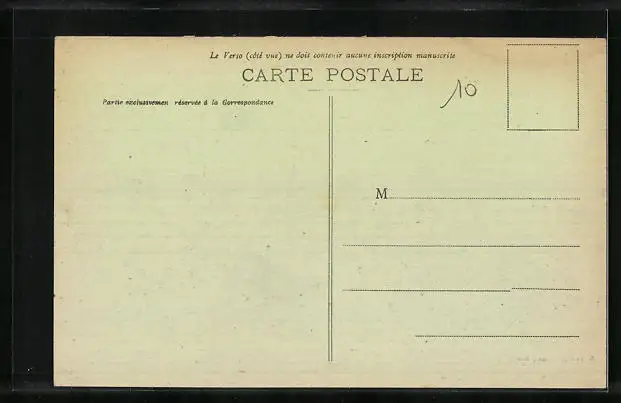 Le Verso (côté vue) ne doit contenir aucune inscription manuscrite
CARTE POSTALE
10
Partie exclusivemen réservée à la Correspondance
M